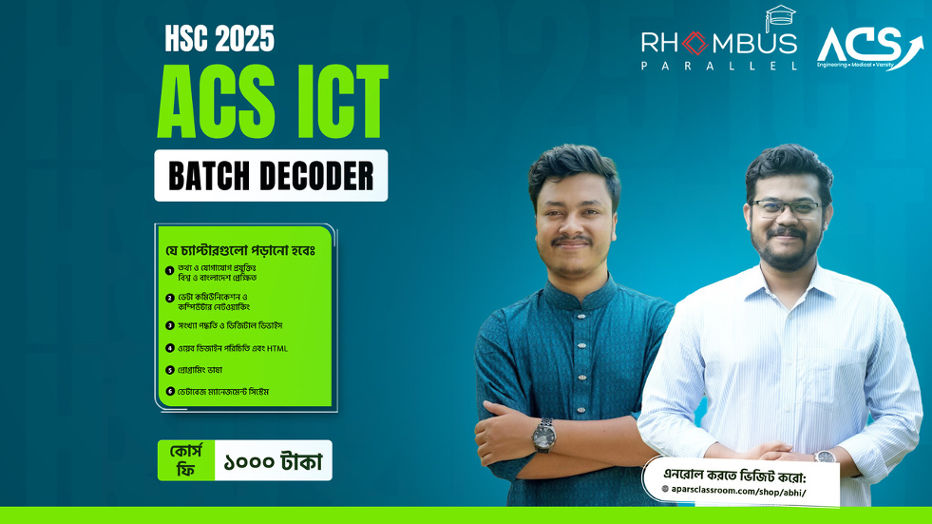 HSC 2025
ACS ICT
BATCH DECODER
RHOMBUS
PARALLEL
ACS
Engineering • Medical • Varsity
যে চ্যাপ্টারগুলো পড়ানো হবেঃ
1 তথ্য ও যোগাযোগ প্রযুক্তিঃ
বিশ্ব ও বাংলাদেশ প্রেক্ষিত
2 ডেটা কমিউনিকেশন ও
কম্পিউটার নেটওয়ার্কিং
3 সংখ্যা পদ্ধতি ও ডিজিটাল ডিভাইস
4 ওয়েব ডিজাইন পরিচিতি এবং HTML
5 প্রোগ্রামিং ভাষা
6 ডেটাবেজ ম্যানেজমেন্ট সিস্টেম
কোর্স
ফি
১০০০ টাকা
এনরোল করতে ভিজিট করো:
aparsclassroom.com/shop/abhi/